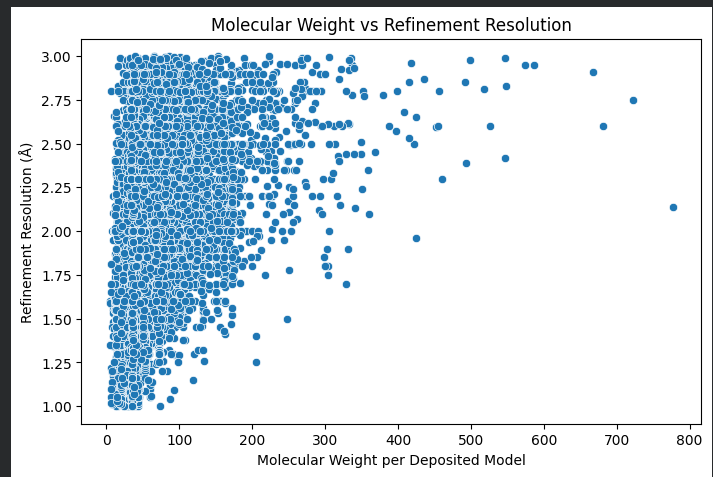 Molecular Weight vs Refinement Resolution
Refinement Resolution (Å)
3.00
2.75
2.50
2.25
2.00
1.75
1.50
1.25
1.00
0 100 200 300 400 500 600 700 800
Molecular Weight per Deposited Model